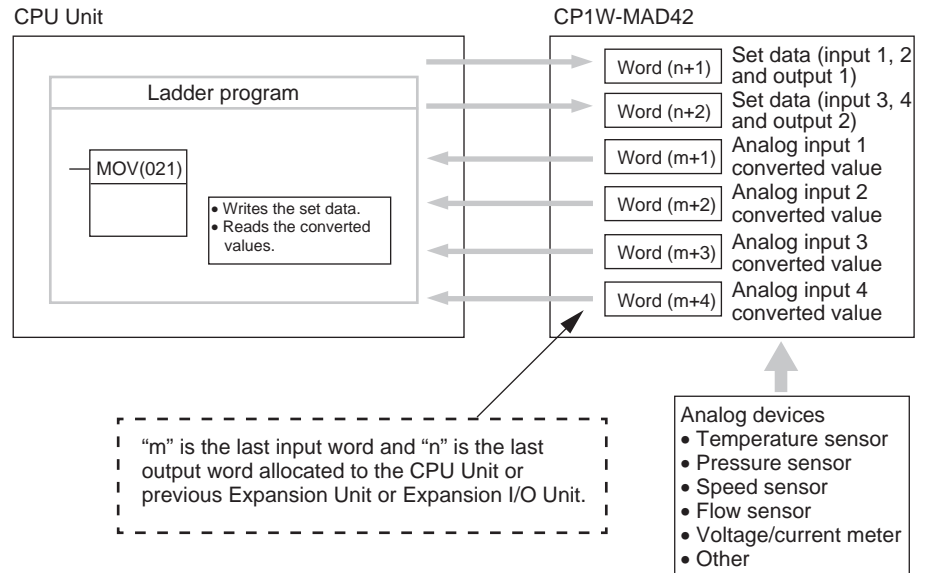 CPU Unit
CP1W-MAD42
Ladder program
MOV(021)
• Writes the set data.
• Reads the converted
values.
Word (n+1)
Set data (input 1, 2
and output 1)
Word (n+2)
Set data (input 3, 4
and output 2)
Word (m+1)
Analog input 1
converted value
Word (m+2)
Analog input 2
converted value
Word (m+3)
Analog input 3
converted value
Word (m+4)
Analog input 4
converted value
“m” is the last input word and “n” is the last
output word allocated to the CPU Unit or
previous Expansion Unit or Expansion I/O Unit.
Analog devices
• Temperature sensor
• Pressure sensor
• Speed sensor
• Flow sensor
• Voltage/current meter
• Other